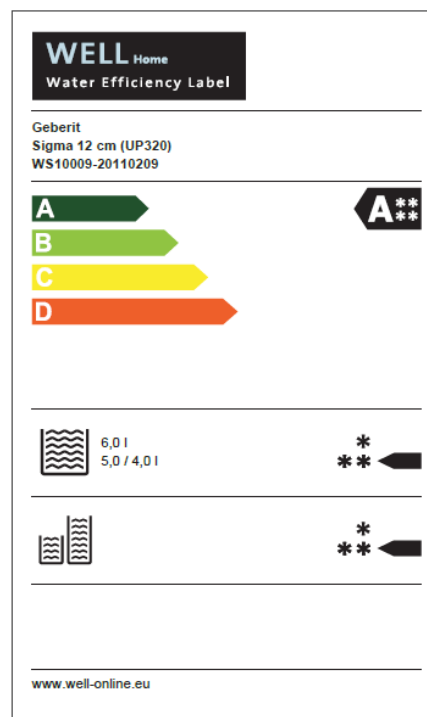 WELL Home
Water Efficiency Label
Geberit
Sigma 12 cm (UP320)
WS10009-20110209
A
A****
B
C
D
6,0 l
5,0 / 4,0 l
*
**
*
**
www.well-online.eu